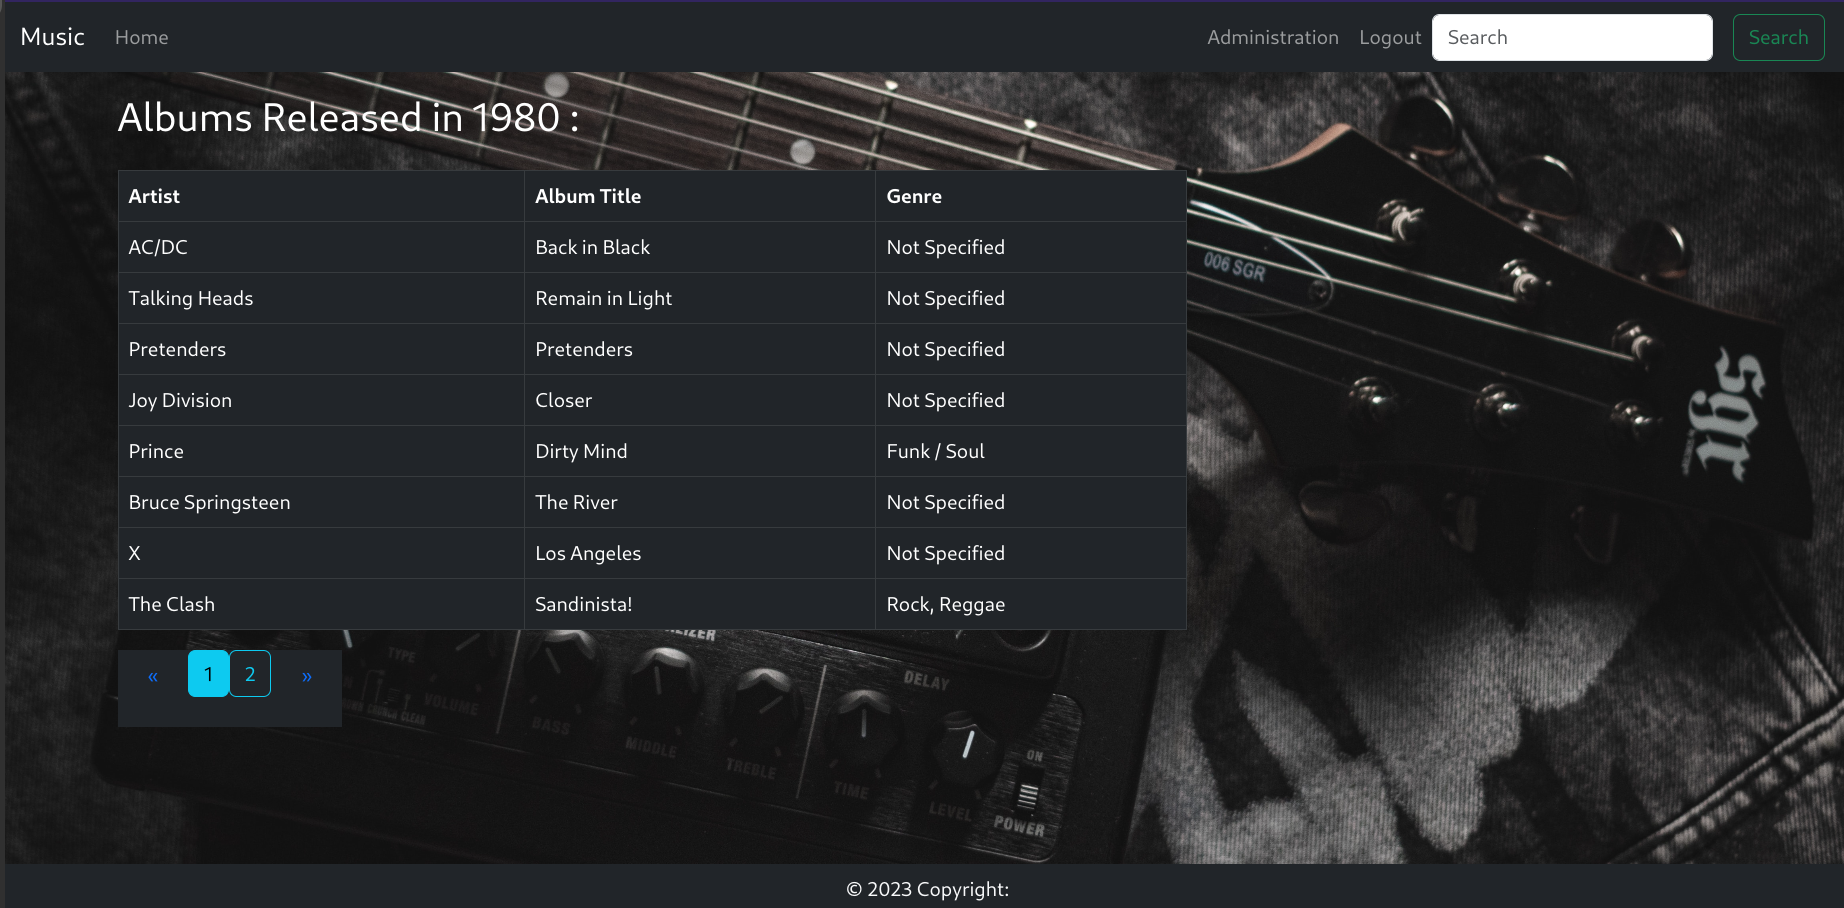 Music Home Administration Logout Search Search
Albums Released in 1980 :
Artist Album Title Genre
AC/DC Back in Black Not Specified
Talking Heads Remain in Light Not Specified
Pretenders Pretenders Not Specified
Joy Division Closer Not Specified
Prince Dirty Mind Funk / Soul
Bruce Springsteen The River Not Specified
X Los Angeles Not Specified
The Clash Sandinista! Rock, Reggae
« 1 2 »
006 SGR
sgr
TYPE
VOLUME
BASS
MIDDLE
TREBLE
DELAY
TIME
LEVEL
ON
POWER
© 2023 Copyright: